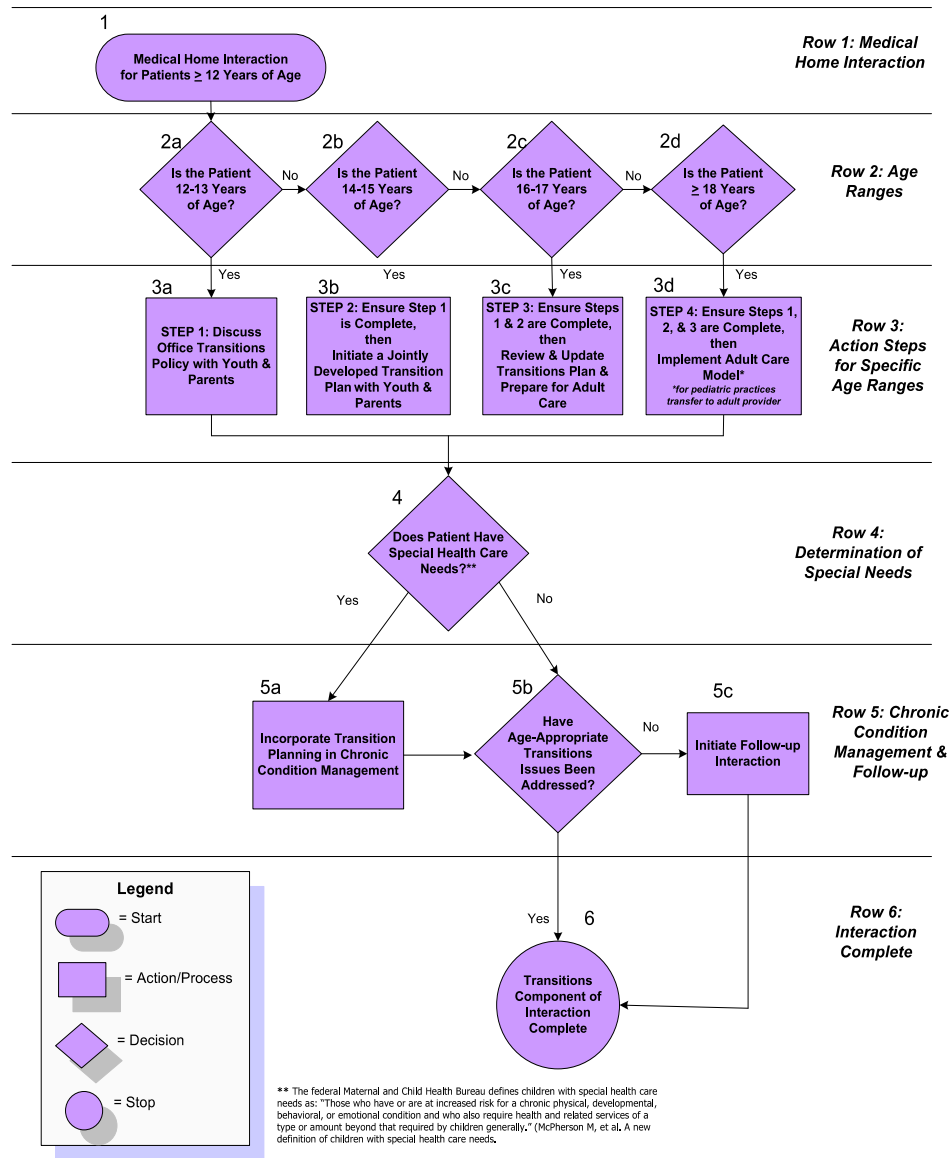 1
Medical Home Interaction
for Patients ≥ 12 Years of Age
Row 1: Medical
Home Interaction
2a
2b
2c
2d
Is the Patient
12-13 Years
of Age?
No
Is the Patient
14-15 Years
of Age?
No
Is the Patient
16-17 Years
of Age?
No
Is the Patient
≥ 18 Years
of Age?
Row 2: Age
Ranges
Yes
Yes
Yes
Yes
3a
3b
3c
3d
STEP 1: Discuss
Office Transitions
Policy with Youth &
Parents
STEP 2: Ensure Step 1
is Complete,
then
Initiate a Jointly
Developed Transition
Plan with Youth &
Parents
STEP 3: Ensure Steps
1 & 2 are Complete,
then
Review & Update
Transitions Plan &
Prepare for Adult
Care
STEP 4: Ensure Steps 1,
2, & 3 are Complete,
then
Implement Adult Care
Model*
*for pediatric practices
transfer to adult provider
Row 3:
Action Steps
for Specific
Age Ranges
4
Does Patient Have
Special Health Care
Needs?**
Yes
No
Row 4:
Determination of
Special Needs
5a
Incorporate Transition
Planning in Chronic
Condition Management
5b
Have
Age-Appropriate
Transitions
Issues Been
Addressed?
No
5c
Initiate Follow-up
Interaction
Row 5: Chronic
Condition
Management &
Follow-up
Yes
6
Transitions
Component of
Interaction
Complete
Row 6:
Interaction
Complete
Legend
= Start
= Action/Process
= Decision
= Stop
** The federal Maternal and Child Health Bureau defines children with special health care
needs as: "Those who have or are at increased risk for a chronic physical, developmental,
behavioral, or emotional condition and who also require health and related services of a
type or amount beyond that required by children generally." (McPherson M, et al. A new
definition of children with special health care needs.